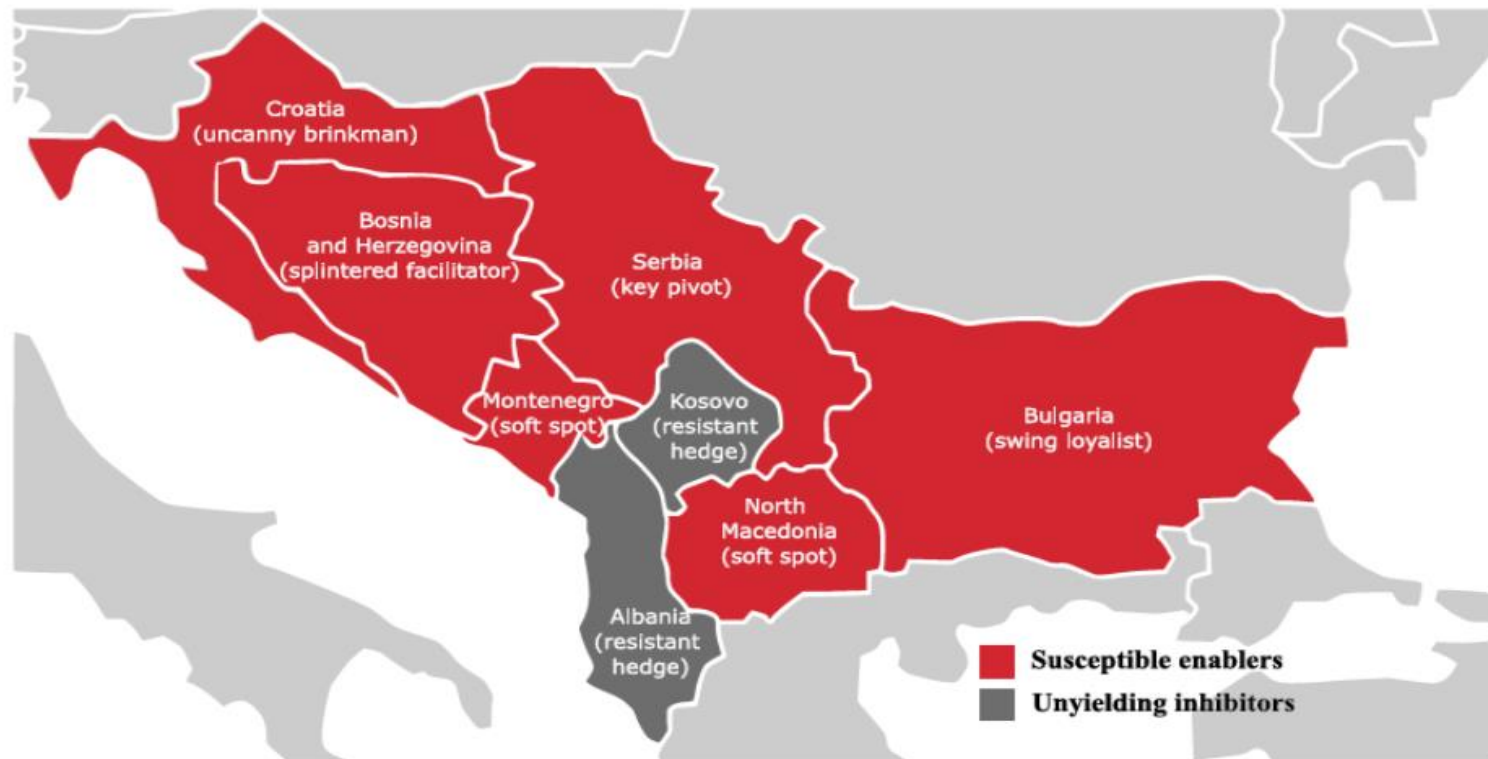 Croatia
(uncanny brinkman)
Bosnia
and Herzegovina
(splintered facilitator)
Serbia
(key pivot)
Montenegro
(soft spot)
Kosovo
(resistant
hedge)
Bulgaria
(swing loyalist)
North
Macedonia
(soft spot)
Albania
(resistant
hedge)
Susceptible enablers
Unyielding inhibitors